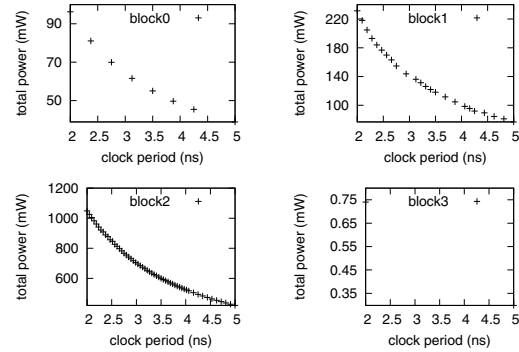 block0
90
70
50
total power (mW)
2 2.5 3 3.5 4 4.5 5
clock period (ns)
block1
220
180
140
100
total power (mW)
2 2.5 3 3.5 4 4.5 5
clock period (ns)
block2
1200
1000
800
600
total power (mW)
2 2.5 3 3.5 4 4.5 5
clock period (ns)
block3
0.75
0.65
0.55
0.45
0.35
total power (mW)
2 2.5 3 3.5 4 4.5 5
clock period (ns)